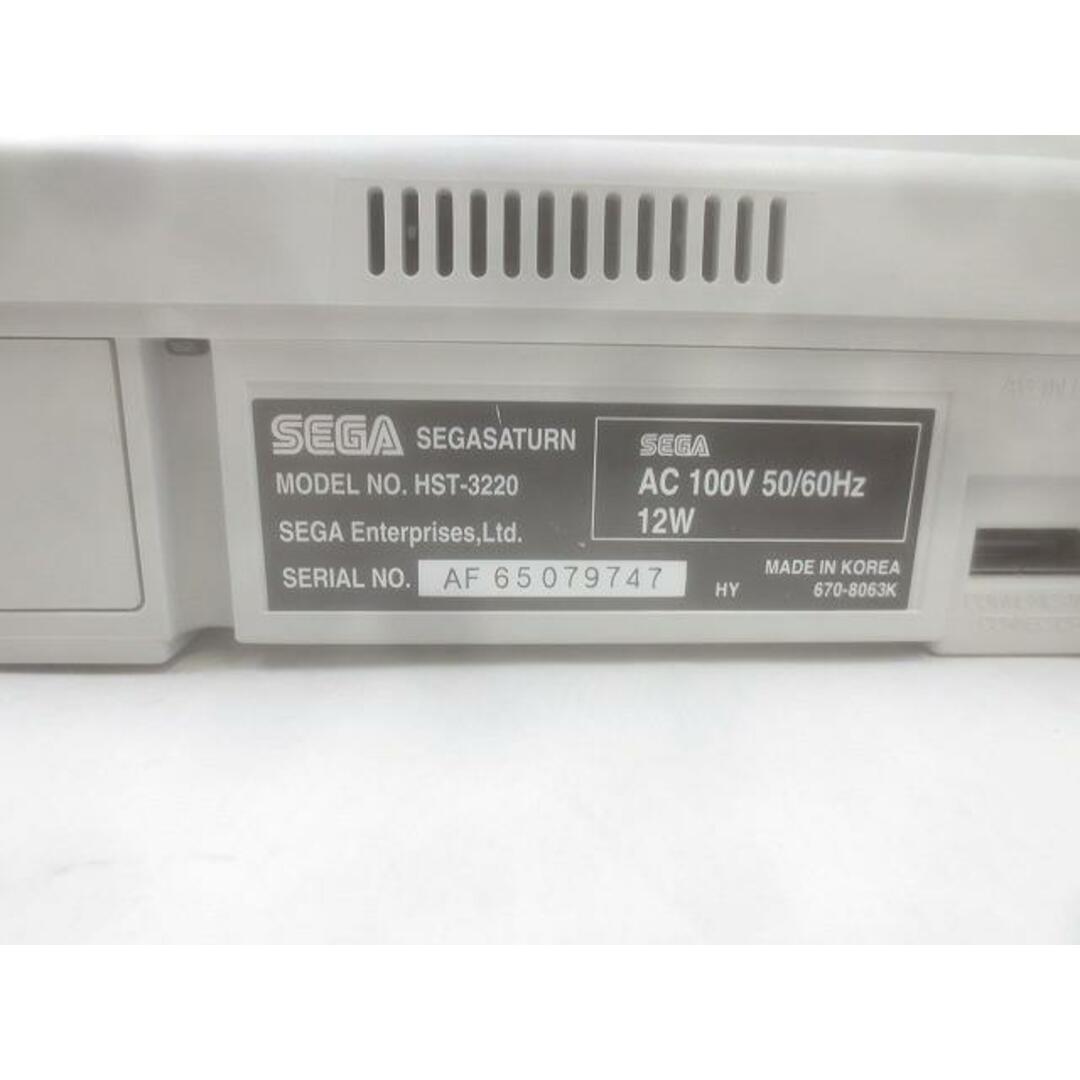 SEGA SEGASATURN
MODEL NO. HST-3220
SEGA Enterprises,Ltd.
SERIAL NO. AF 65079747
HY
SEGA
AC 100V 50/60Hz
12W
MADE IN KOREA
670-8063K